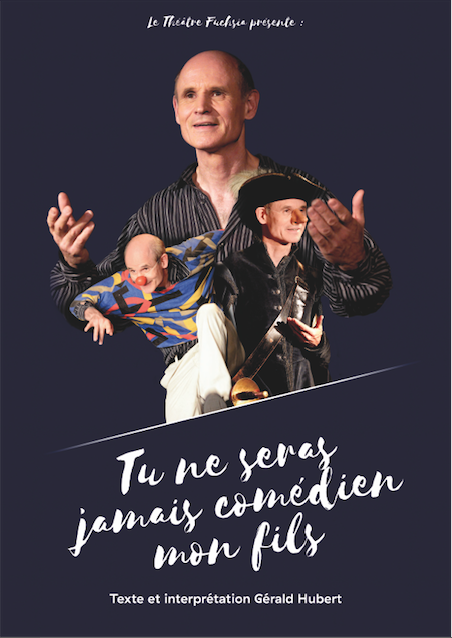 Le Théâtre Fuchsia présente :
Tu ne seras
jamais comédien
mon fils
Texte et interprétation Gérald Hubert